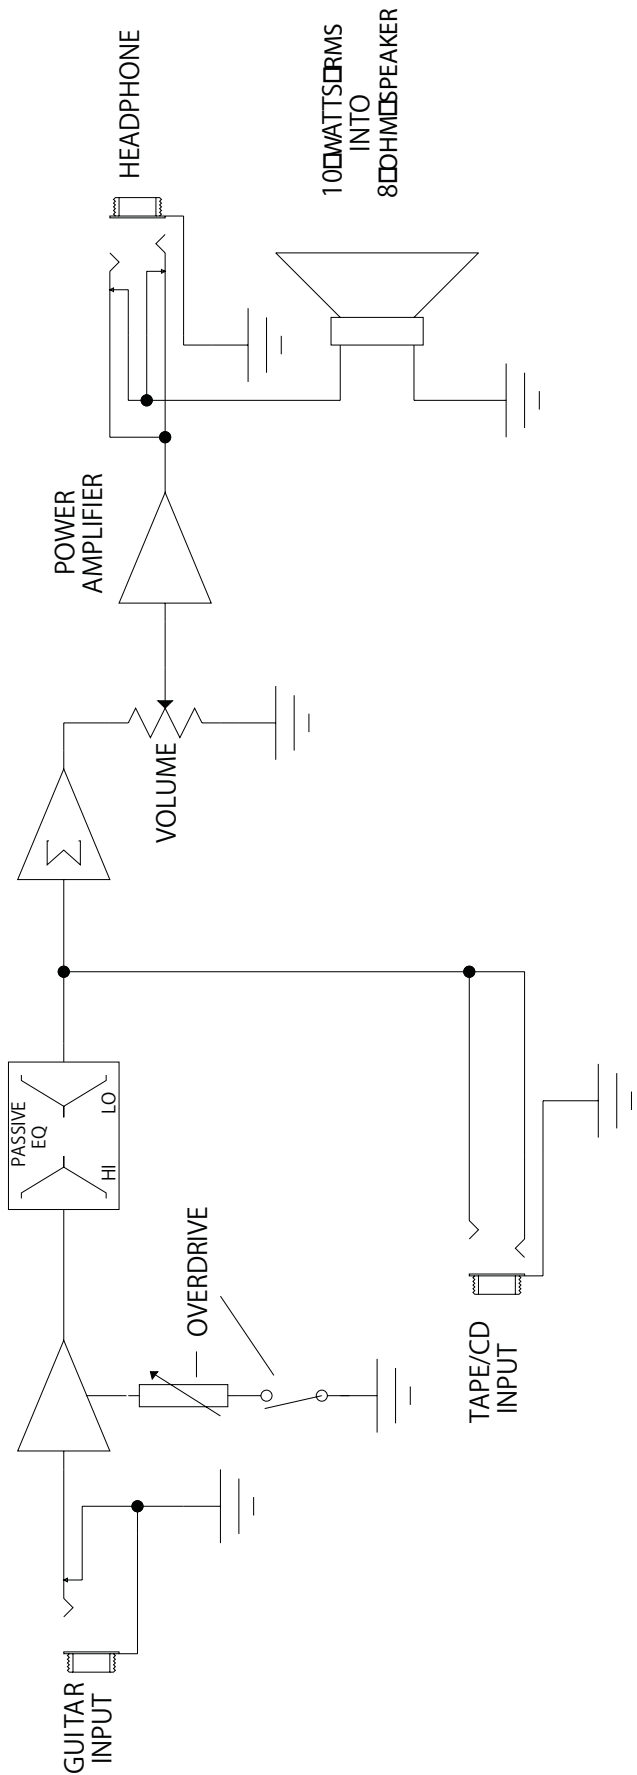 GUITAR
INPUT
OVERDRIVE
PASSIVE
EQ
HI
LO
TAPE/CD
INPUT
Σ
VOLUME
POWER
AMPLIFIER
HEADPHONE
10□WATTS□RMS
INTO
8□OHM□SPEAKER